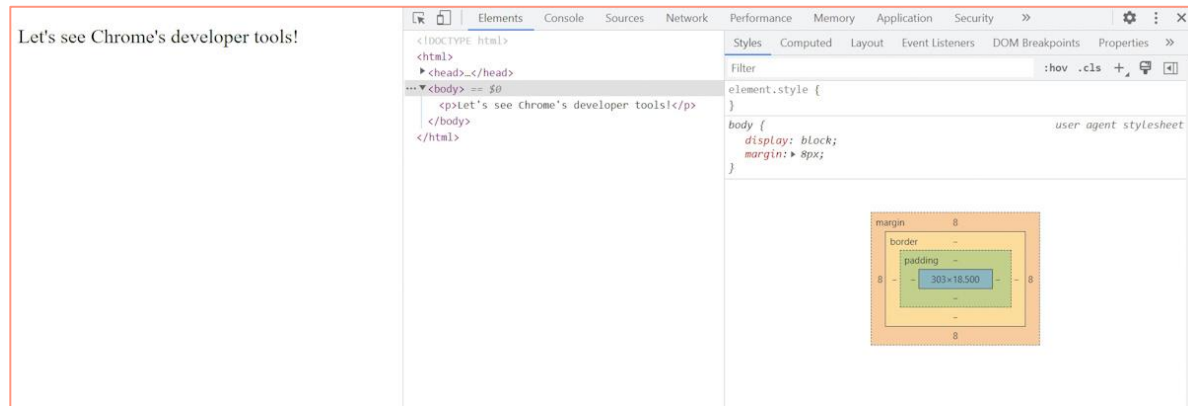 Let's see Chrome's developer tools!
Elements Console Sources Network Performance Memory Application Security »
<!DOCTYPE html>
<html>
▶<head>…</head>
··· ▼<body> == $0
<p>Let's see Chrome's developer tools!</p>
</body>
</html>
Styles Computed Layout Event Listeners DOM Breakpoints Properties »
Filter :hov .cls +
element.style {
}
body { user agent stylesheet
display: block;
margin:▶ 8px;
}
margin 8
border –
padding –
8 – – 303×18.500 – – 8
–
–
8